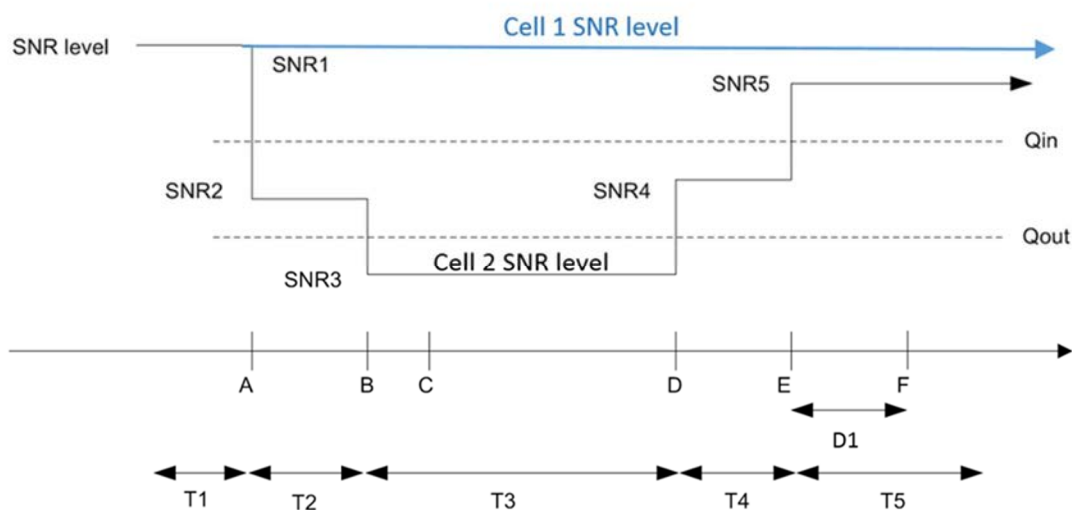 Cell 1 SNR level
SNR level
SNR1
SNR5
Qin
SNR2
SNR4
Qout
Cell 2 SNR level
SNR3
A B C D E F
D1
T1 T2 T3 T4 T5